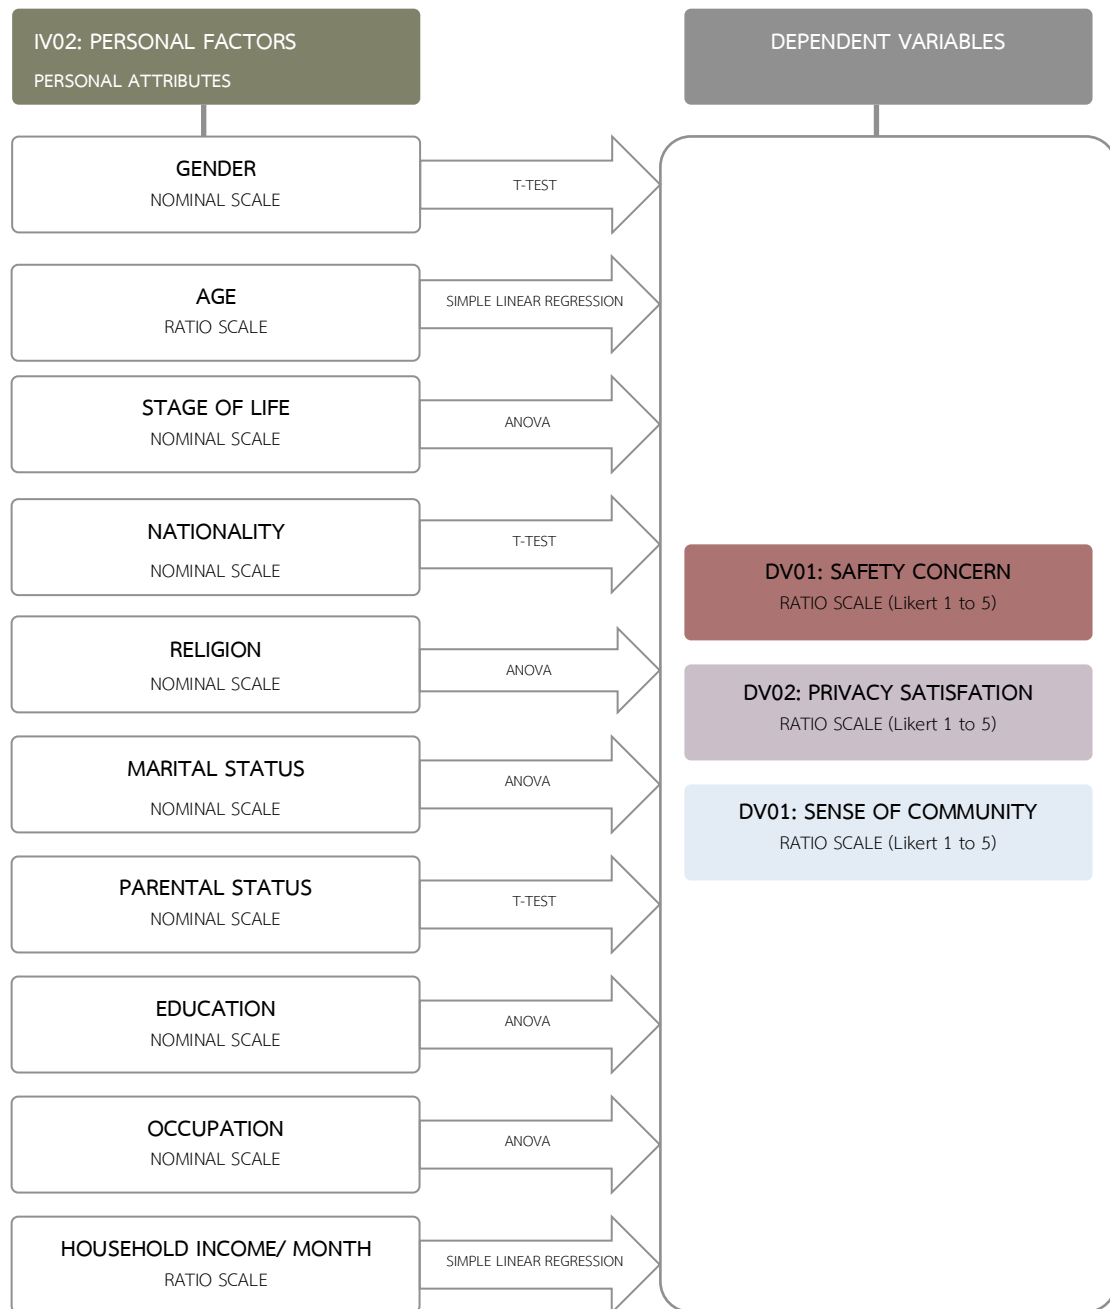 IV02: PERSONAL FACTORS
PERSONAL ATTRIBUTES
DEPENDENT VARIABLES
GENDER
NOMINAL SCALE
T-TEST
AGE
RATIO SCALE
SIMPLE LINEAR REGRESSION
STAGE OF LIFE
NOMINAL SCALE
ANOVA
NATIONALITY
NOMINAL SCALE
T-TEST
RELIGION
NOMINAL SCALE
ANOVA
MARITAL STATUS
NOMINAL SCALE
ANOVA
PARENTAL STATUS
NOMINAL SCALE
T-TEST
EDUCATION
NOMINAL SCALE
ANOVA
OCCUPATION
NOMINAL SCALE
ANOVA
HOUSEHOLD INCOME/ MONTH
RATIO SCALE
SIMPLE LINEAR REGRESSION
DV01: SAFETY CONCERN
RATIO SCALE (Likert 1 to 5)
DV02: PRIVACY SATISFATION
RATIO SCALE (Likert 1 to 5)
DV01: SENSE OF COMMUNITY
RATIO SCALE (Likert 1 to 5)